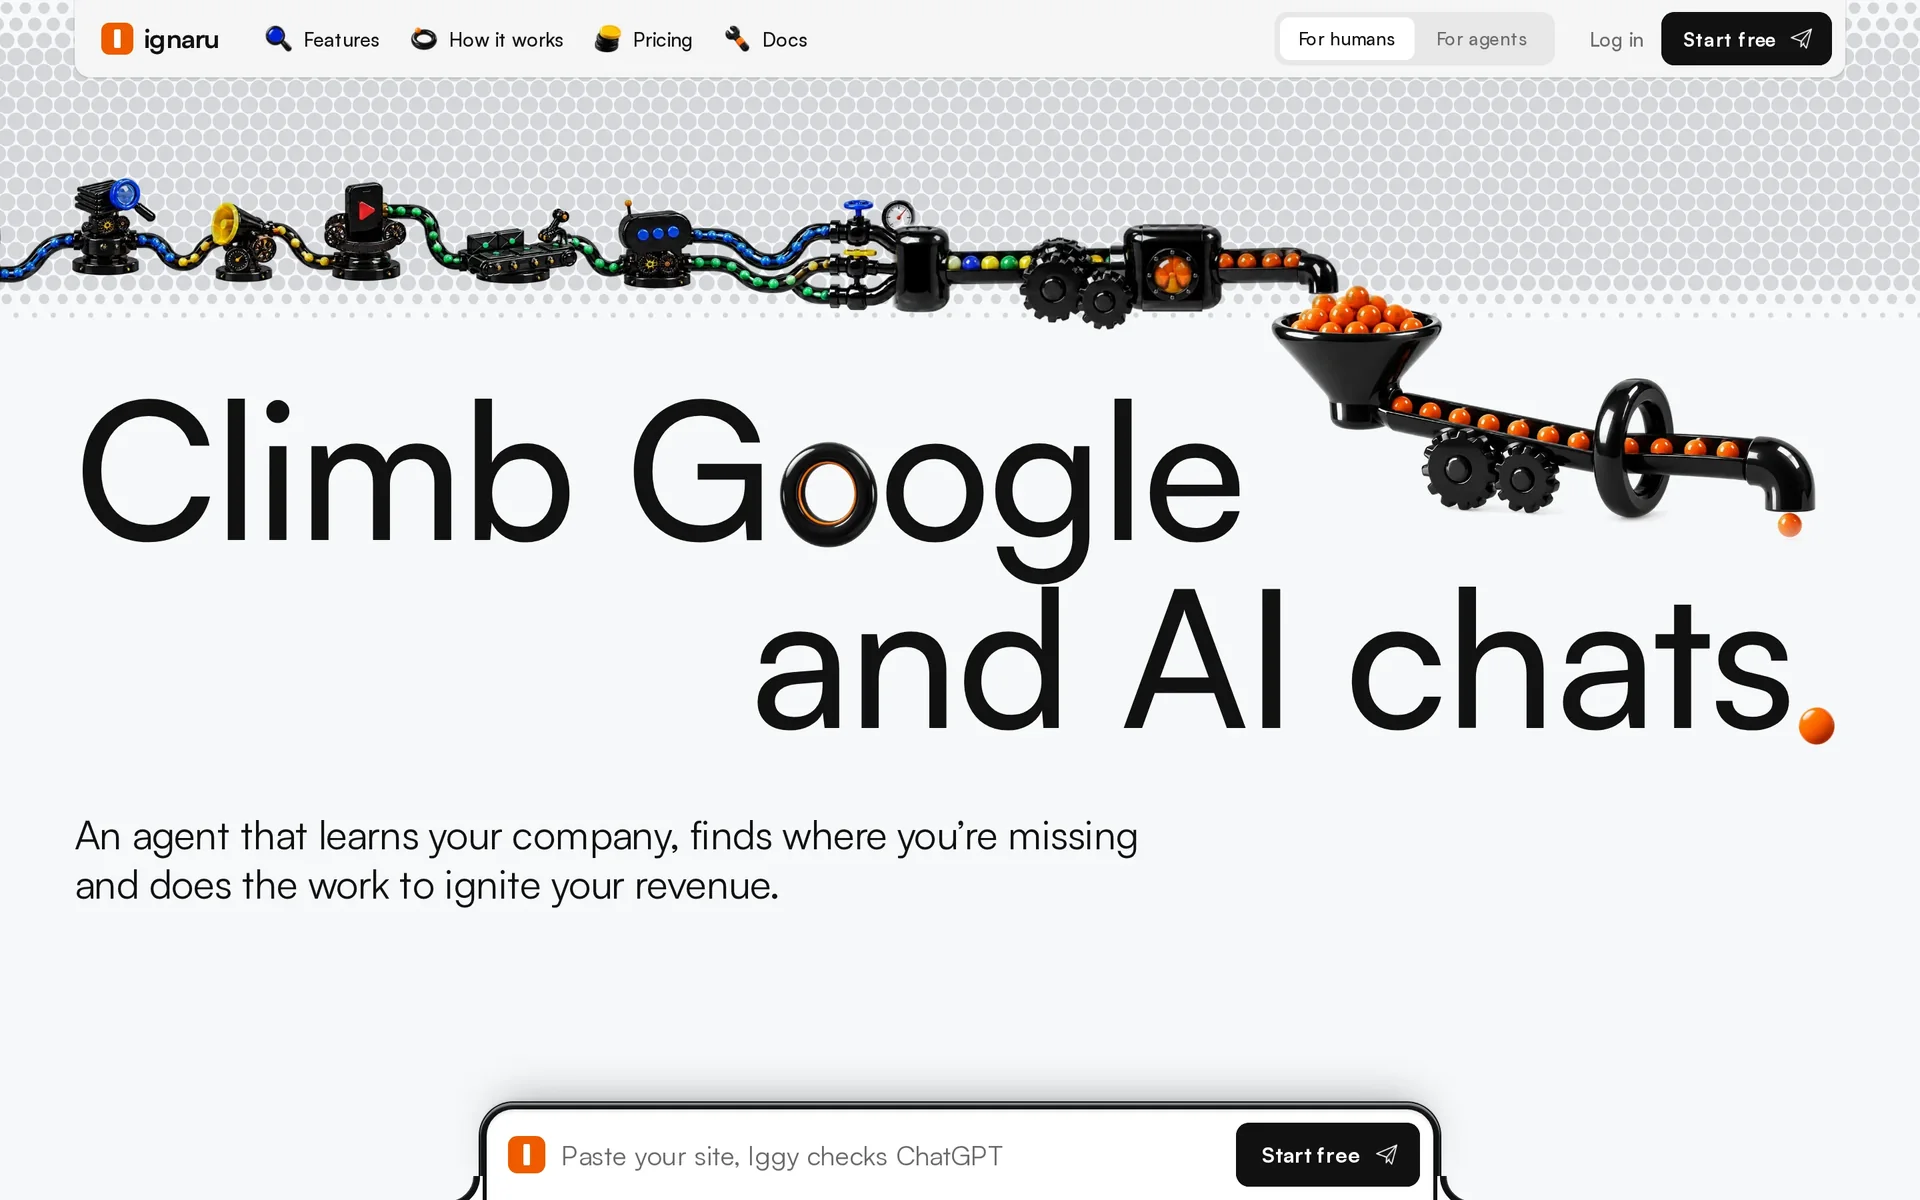 ignaru
Features
How it works
Pricing
Docs
For humans
For agents
Log in
Start free
Climb Google
and AI chats.
An agent that learns your company, finds where you’re missing
and does the work to ignite your revenue.
Paste your site, Iggy checks ChatGPT
Start free